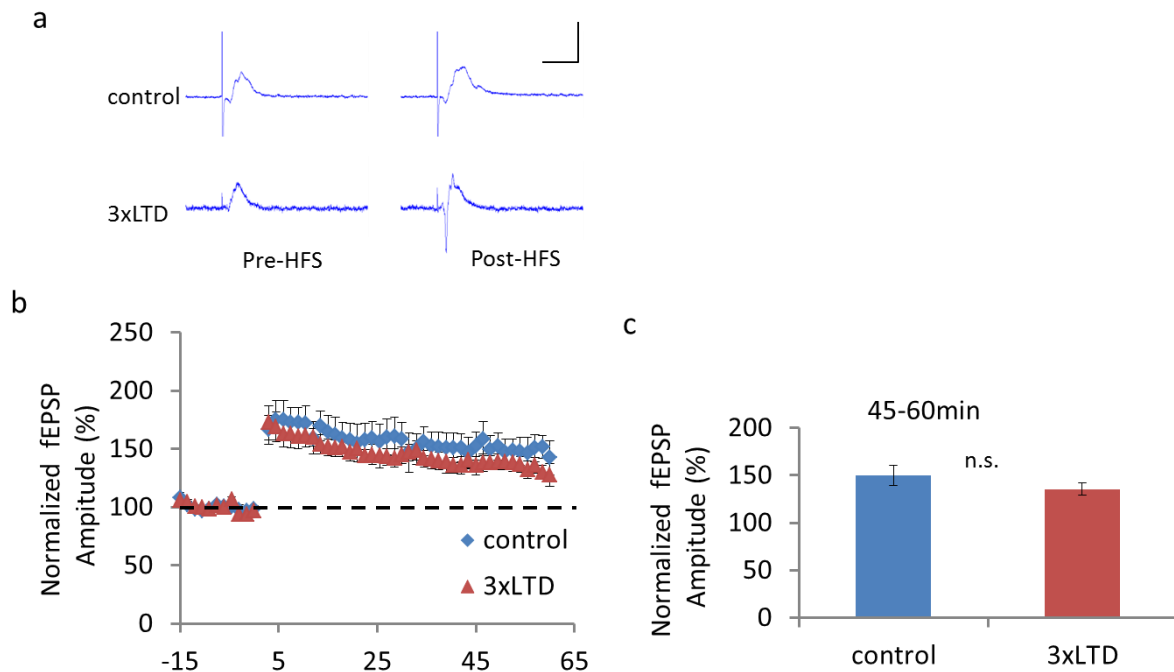 a
control
3xLTD
Pre-HFS
Post-HFS
b
Normalized fEPSP
Ampitude (%)
250
200
150
100
50
0
-15
5
25
45
65
control
3xLTD
c
45-60min
Normalized fEPSP
Amplitude (%)
200
150
100
50
0
n.s.
control
3xLTD